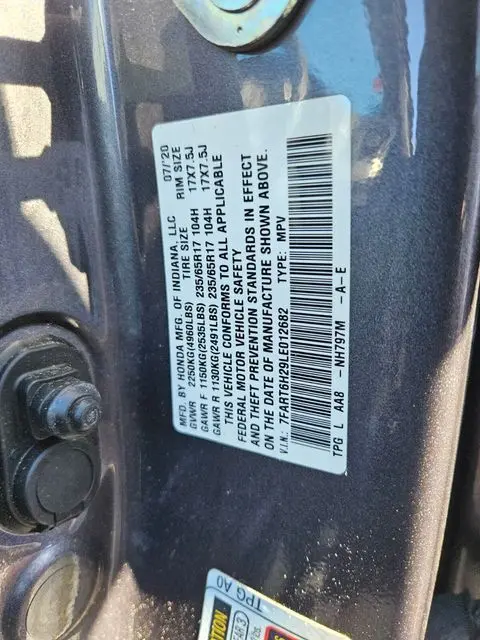 MFD. BY HONDA MFG. OF INDIANA, LLC 07/'20
GVWR 2250KG(4960LBS) TIRE SIZE RIM SIZE
GAWR F 1150KG(2535LBS) 235/65R17 104H 17X7.5J
GAWR R 1130KG(2491LBS) 235/65R17 104H 17X7.5J
THIS VEHICLE CONFORMS TO ALL APPLICABLE
FEDERAL MOTOR VEHICLE SAFETY
AND THEFT PREVENTION STANDARDS IN EFFECT
ON THE DATE OF MANUFACTURE SHOWN ABOVE.
V.I.N.: 7FART6H29LE012682 TYPE: MPV
TPG L AA8 -NH797M -A-E
TPG A0